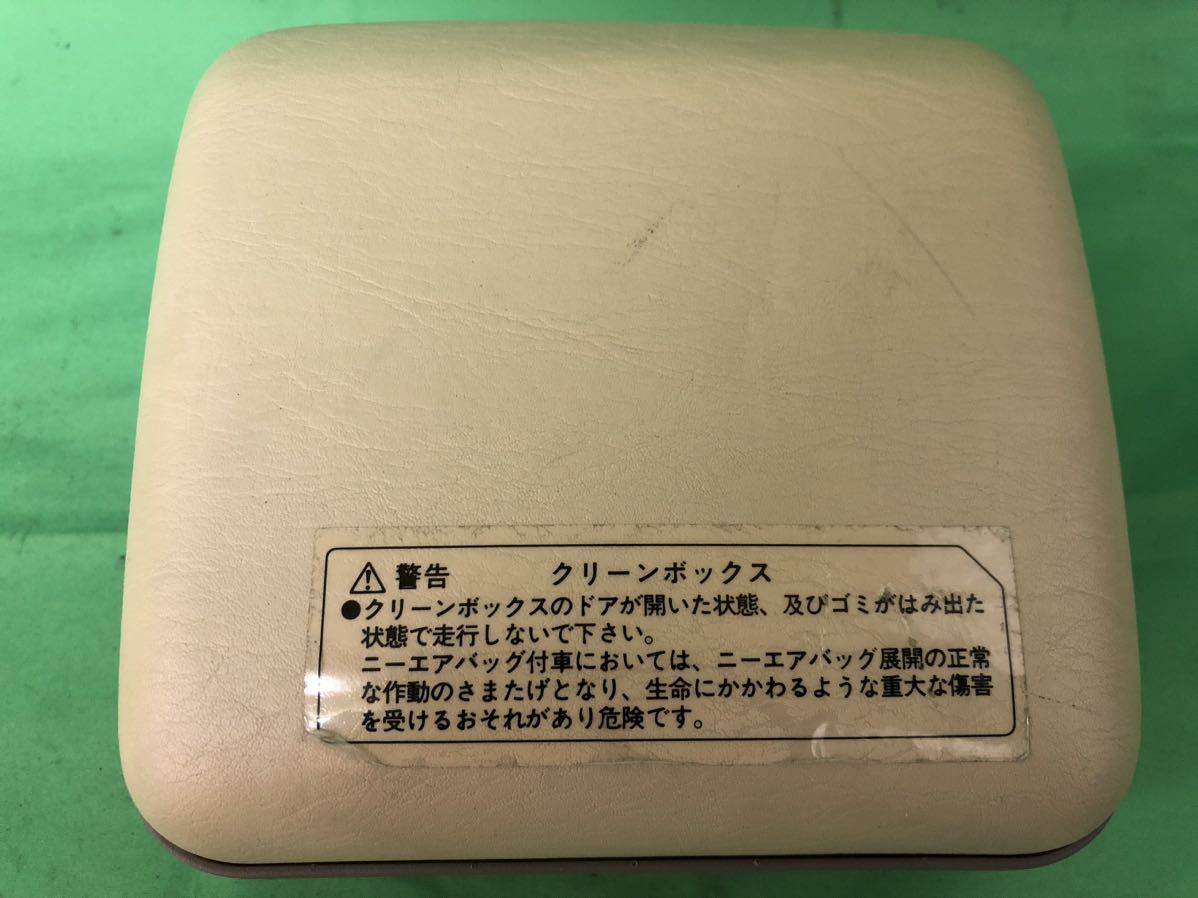 ⚠警告 クリーンボックス
●クリーンボックスのドアが開いた状態、及びゴミがはみ出た
状態で走行しないで下さい。
ニーエアバッグ付車においては、ニーエアバッグ展開の正常
な作動のさまたげとなり、生命にかかわるような重大な傷害
を受けるおそれがあり危険です。